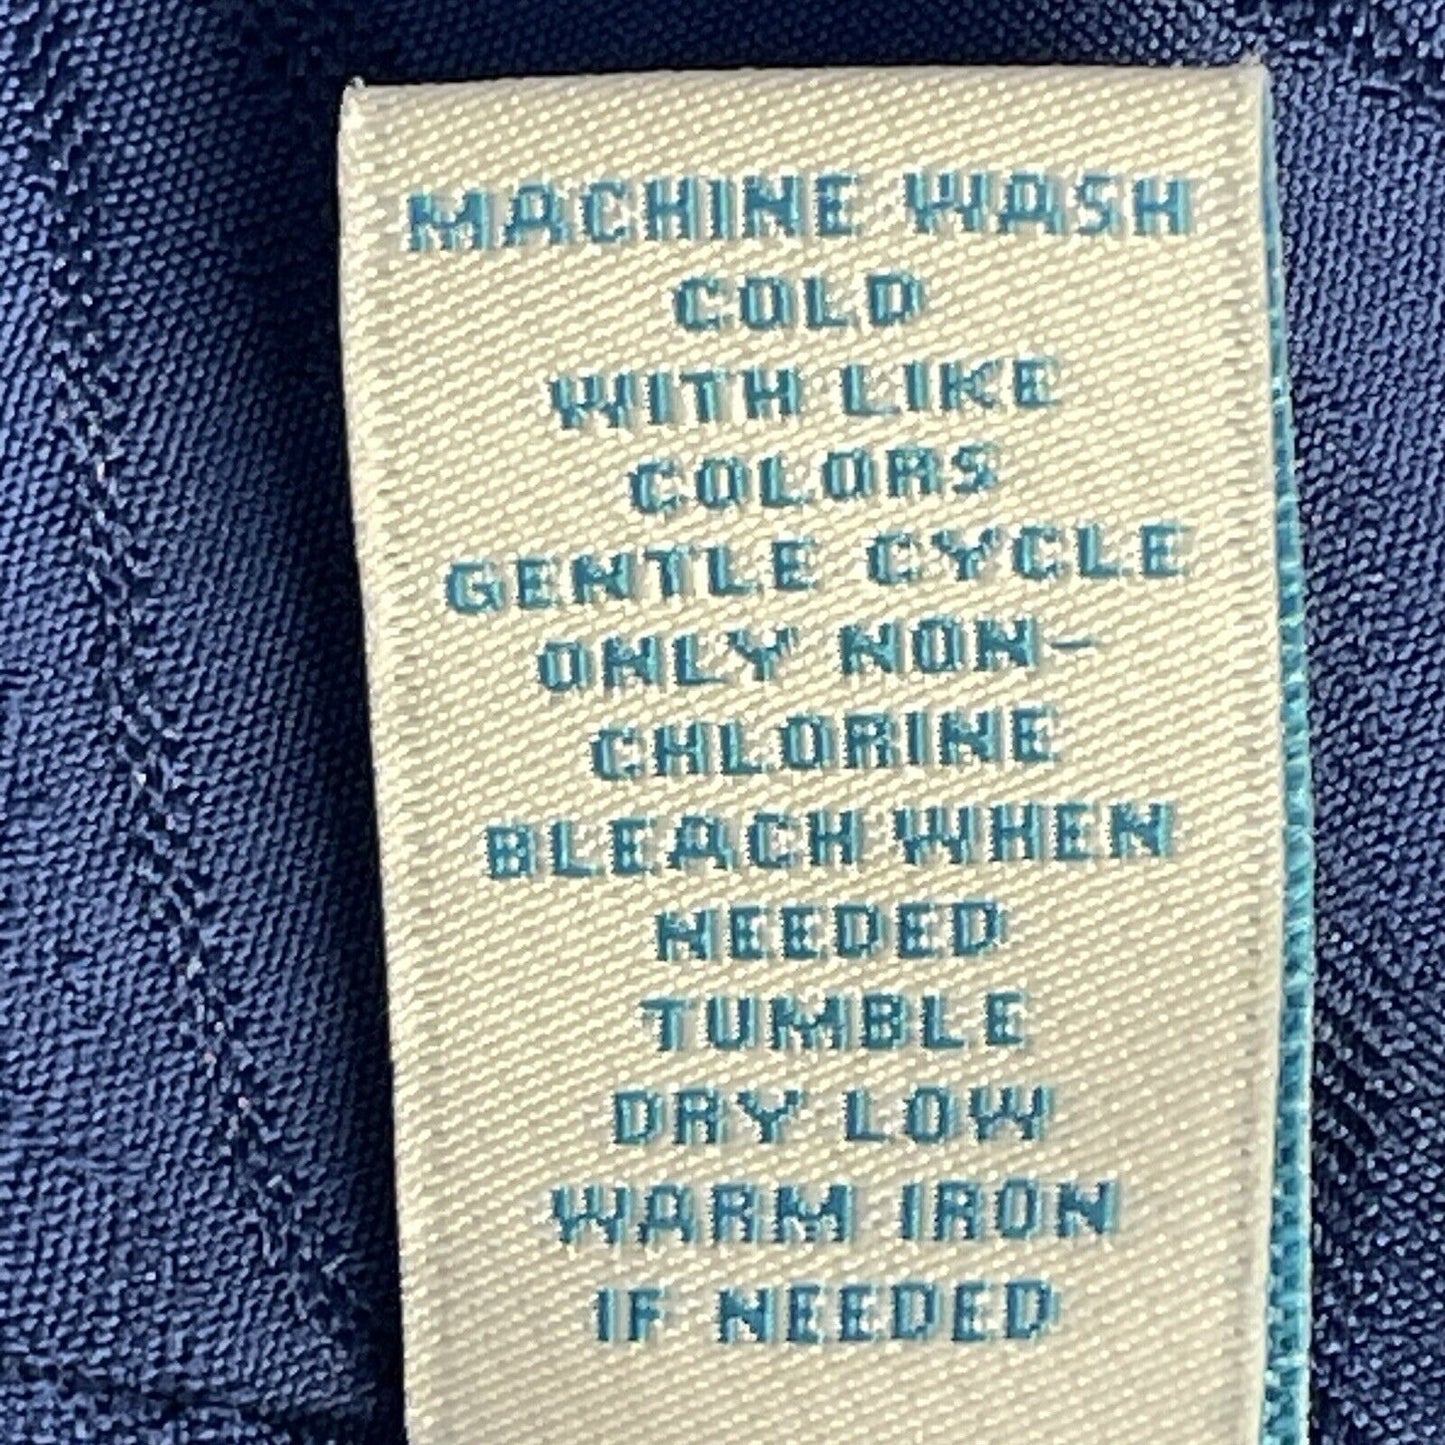 MACHINE WASH
COLD
WITH LIKE
COLORS
GENTLE CYCLE
ONLY NON-
CHLORINE
BLEACH WHEN
NEEDED
TUMBLE
DRY LOW
WARM IRON
IF NEEDED